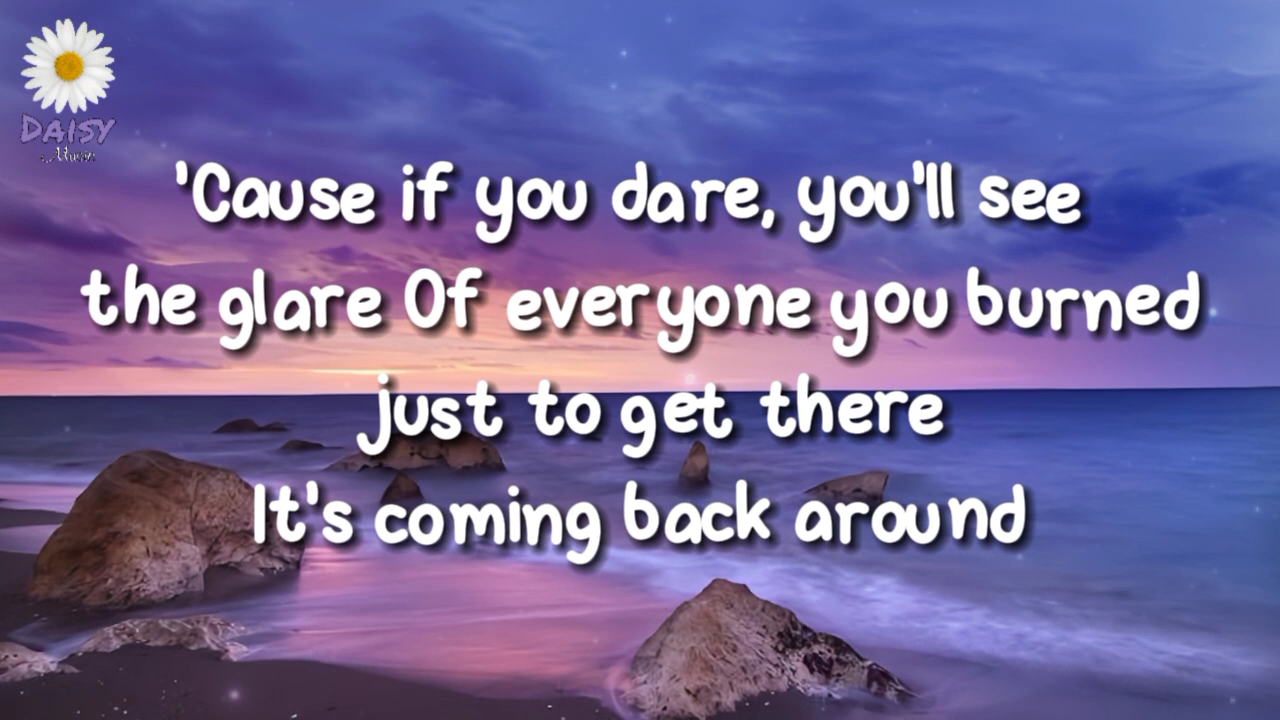 DAISY
Music
'Cause if you dare, you'll see
the glare Of everyone you burned
just to get there
It's coming back around